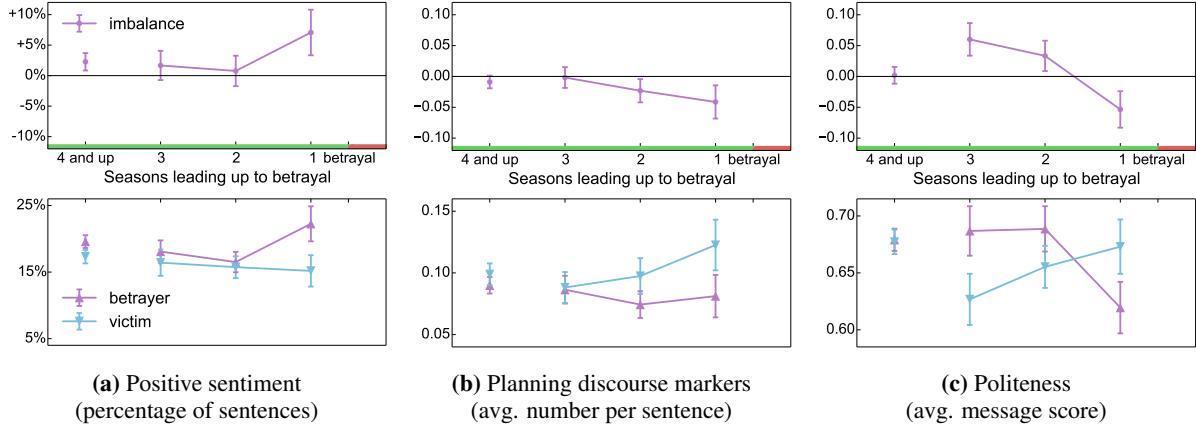 +10%
+5%
0%
-5%
-10%
imbalance
4 and up 3 2 1 betrayal
Seasons leading up to betrayal
0.10
0.05
0.00
−0.05
−0.10
4 and up 3 2 1 betrayal
Seasons leading up to betrayal
0.10
0.05
0.00
−0.05
−0.10
4 and up 3 2 1 betrayal
Seasons leading up to betrayal
25%
15%
5%
betrayer
victim
0.15
0.10
0.05
0.70
0.65
0.60
(a) Positive sentiment
(percentage of sentences)
(b) Planning discourse markers
(avg. number per sentence)
(c) Politeness
(avg. message score)